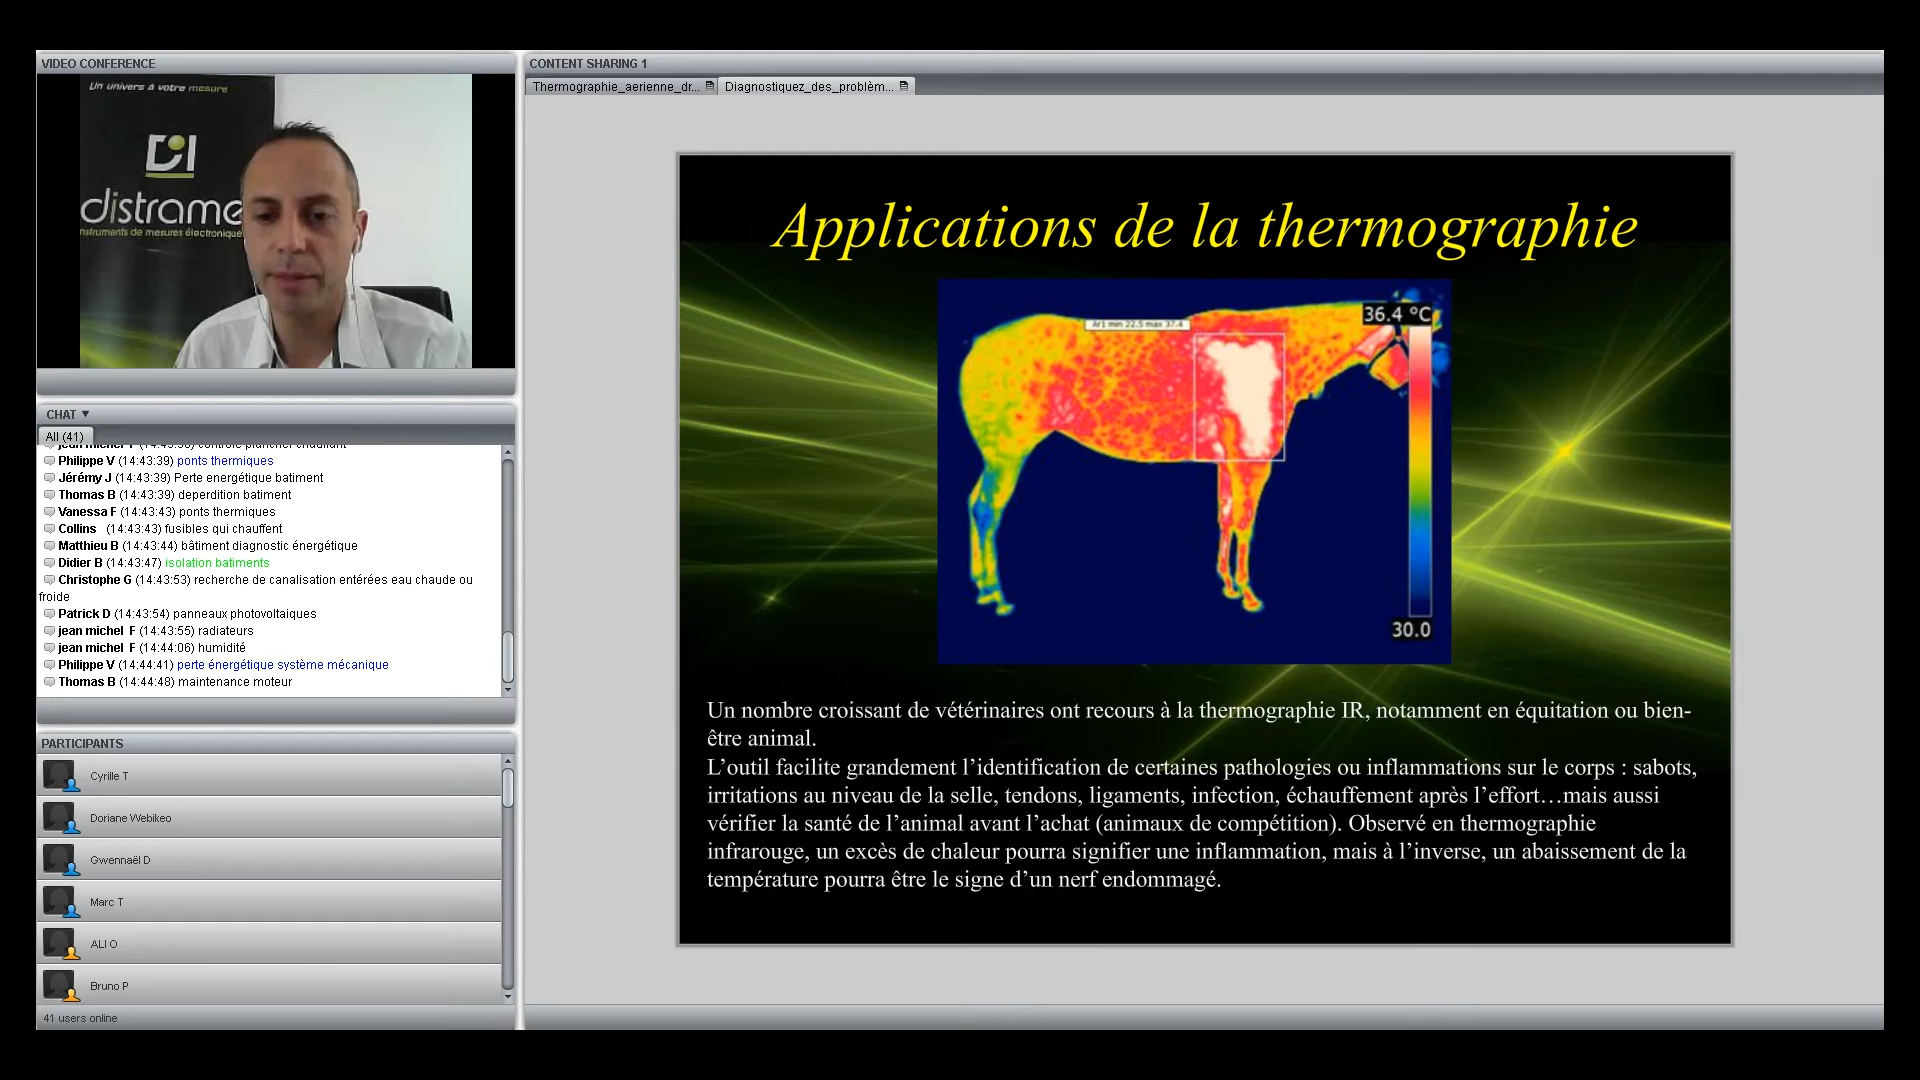 VIDEO CONFERENCE
Un univers à votre mesure
distrame
nstruments de mesures électronique
CHAT ▼
All (41)
Philippe V (14:43:39) ponts thermiques
Jérémy J (14:43:39) Perte energétique batiment
Thomas B (14:43:39) deperdition batiment
Vanessa F (14:43:43) ponts thermiques
Collins (14:43:43) fusibles qui chauffent
Matthieu B (14:43:44) bâtiment diagnostic énergétique
Didier B (14:43:47) isolation batiments
Christophe G (14:43:53) recherche de canalisation entérées eau chaude ou
froide
Patrick D (14:43:54) panneaux photovoltaiques
jean michel F (14:43:55) radiateurs
jean michel F (14:44:06) humidité
Philippe V (14:44:41) perte énergétique système mécanique
Thomas B (14:44:48) maintenance moteur
PARTICIPANTS
Cyrille T
Doriane Webikeo
Gwennaël D
Marc T
ALI O
Bruno P
41 users online
CONTENT SHARING 1
Thermographie_aerienne_dr...
Diagnostiquez_des_problèm...
Applications de la thermographie
Ar1 min 22.5 max 37.4
36.4 °C
30.0
Un nombre croissant de vétérinaires ont recours à la thermographie IR, notamment en équitation ou bien-
être animal.
L’outil facilite grandement l’identification de certaines pathologies ou inflammations sur le corps : sabots,
irritations au niveau de la selle, tendons, ligaments, infection, échauffement après l’effort…mais aussi
vérifier la santé de l’animal avant l’achat (animaux de compétition). Observé en thermographie
infrarouge, un excès de chaleur pourra signifier une inflammation, mais à l’inverse, un abaissement de la
température pourra être le signe d’un nerf endommagé.